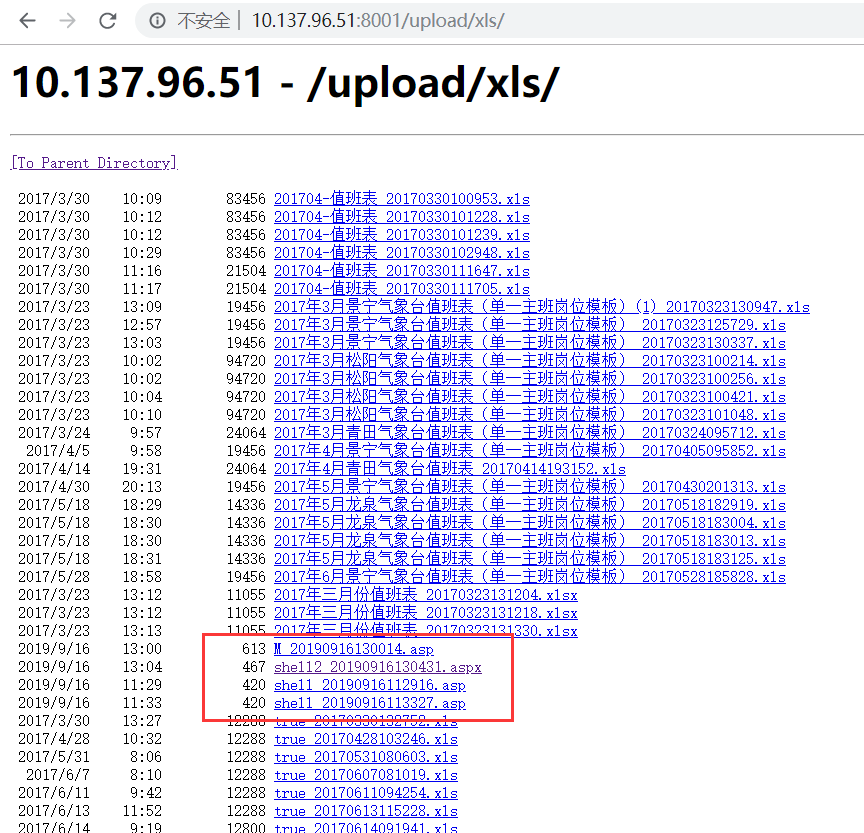 不安全 | 10.137.96.51:8001/upload/xls/
10.137.96.51 - /upload/xls/
[To Parent Directory]
2017/3/30 10:09 83456 201704-值班表_20170330100953.xls
2017/3/30 10:12 83456 201704-值班表_20170330101228.xls
2017/3/30 10:12 83456 201704-值班表_20170330101239.xls
2017/3/30 10:29 83456 201704-值班表_20170330102948.xls
2017/3/30 11:16 21504 201704-值班表_20170330111647.xls
2017/3/30 11:17 21504 201704-值班表_20170330111705.xls
2017/3/23 13:09 19456 2017年3月景宁气象台值班表（单一主班岗位模板）(1)_20170323130947.xls
2017/3/23 12:57 19456 2017年3月景宁气象台值班表（单一主班岗位模板）_20170323125729.xls
2017/3/23 13:03 19456 2017年3月景宁气象台值班表（单一主班岗位模板）_20170323130337.xls
2017/3/23 10:02 94720 2017年3月松阳气象台值班表（单一主班岗位模板）_20170323100214.xls
2017/3/23 10:02 94720 2017年3月松阳气象台值班表（单一主班岗位模板）_20170323100256.xls
2017/3/23 10:04 94720 2017年3月松阳气象台值班表（单一主班岗位模板）_20170323100421.xls
2017/3/23 10:10 94720 2017年3月松阳气象台值班表（单一主班岗位模板）_20170323101048.xls
2017/3/24 9:57 24064 2017年3月青田气象台值班表（单一主班岗位模板）_20170324095712.xls
2017/4/5 9:58 19456 2017年4月景宁气象台值班表（单一主班岗位模板）_20170405095852.xls
2017/4/14 19:31 24064 2017年4月青田气象台值班表_20170414193152.xls
2017/4/30 20:13 19456 2017年5月景宁气象台值班表（单一主班岗位模板）_20170430201313.xls
2017/5/18 18:29 14336 2017年5月龙泉气象台值班表（单一主班岗位模板）_20170518182919.xls
2017/5/18 18:30 14336 2017年5月龙泉气象台值班表（单一主班岗位模板）_20170518183004.xls
2017/5/18 18:30 14336 2017年5月龙泉气象台值班表（单一主班岗位模板）_20170518183013.xls
2017/5/18 18:31 14336 2017年5月龙泉气象台值班表（单一主班岗位模板）_20170518183125.xls
2017/5/28 18:58 19456 2017年6月景宁气象台值班表（单一主班岗位模板）_20170528185828.xls
2017/3/23 13:12 11055 2017年三月份值班表_20170323131204.xlsx
2017/3/23 13:12 11055 2017年三月份值班表_20170323131218.xlsx
2017/3/23 13:13 11055 2017年三月份值班表_20170323131330.xlsx
2019/9/16 13:00 613 M_20190916130014.asp
2019/9/16 13:04 467 shell2_20190916130431.aspx
2019/9/16 11:29 420 shell_20190916112916.asp
2019/9/16 11:33 420 shell_20190916113327.asp
2017/3/30 13:27 12288 true_20170330132752.xls
2017/4/28 10:32 12288 true_20170428103246.xls
2017/5/31 8:06 12288 true_20170531080603.xls
2017/6/7 8:10 12288 true_20170607081019.xls
2017/6/11 9:42 12288 true_20170611094254.xls
2017/6/13 11:52 12288 true_20170613115228.xls
2017/6/14 9:19 12800 true_20170614091941.xls